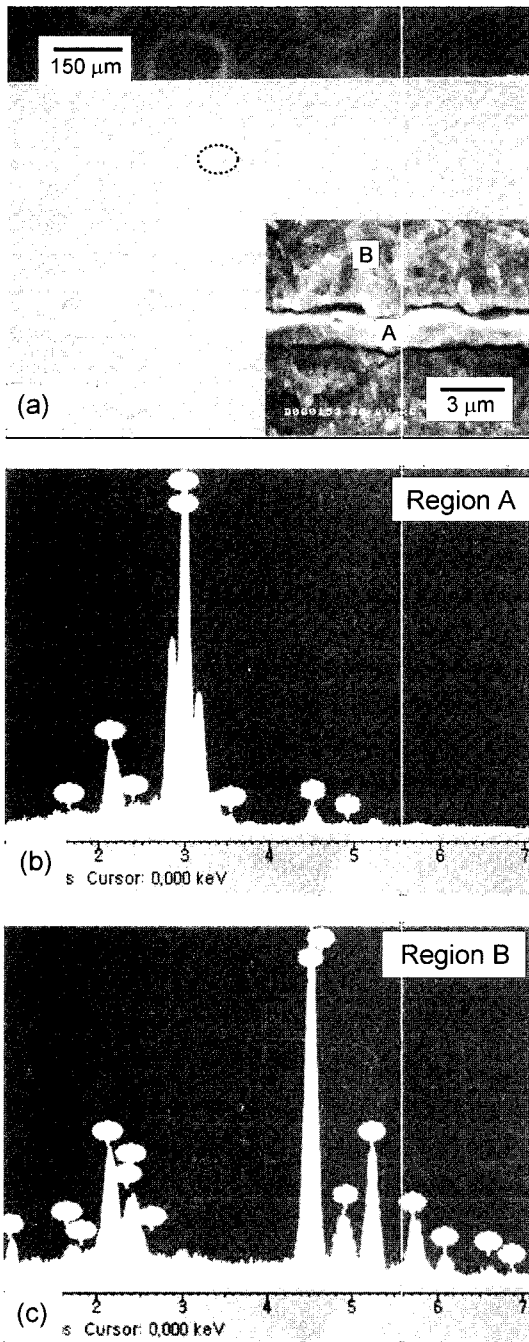 150 μm
B
A
3 μm
(a)
Region A
2 3 4 5 6 7
(b)
s Cursor: 0,000 keV
Region B
2 3 4 5 6 7
(c)
s Cursor: 0,000 keV